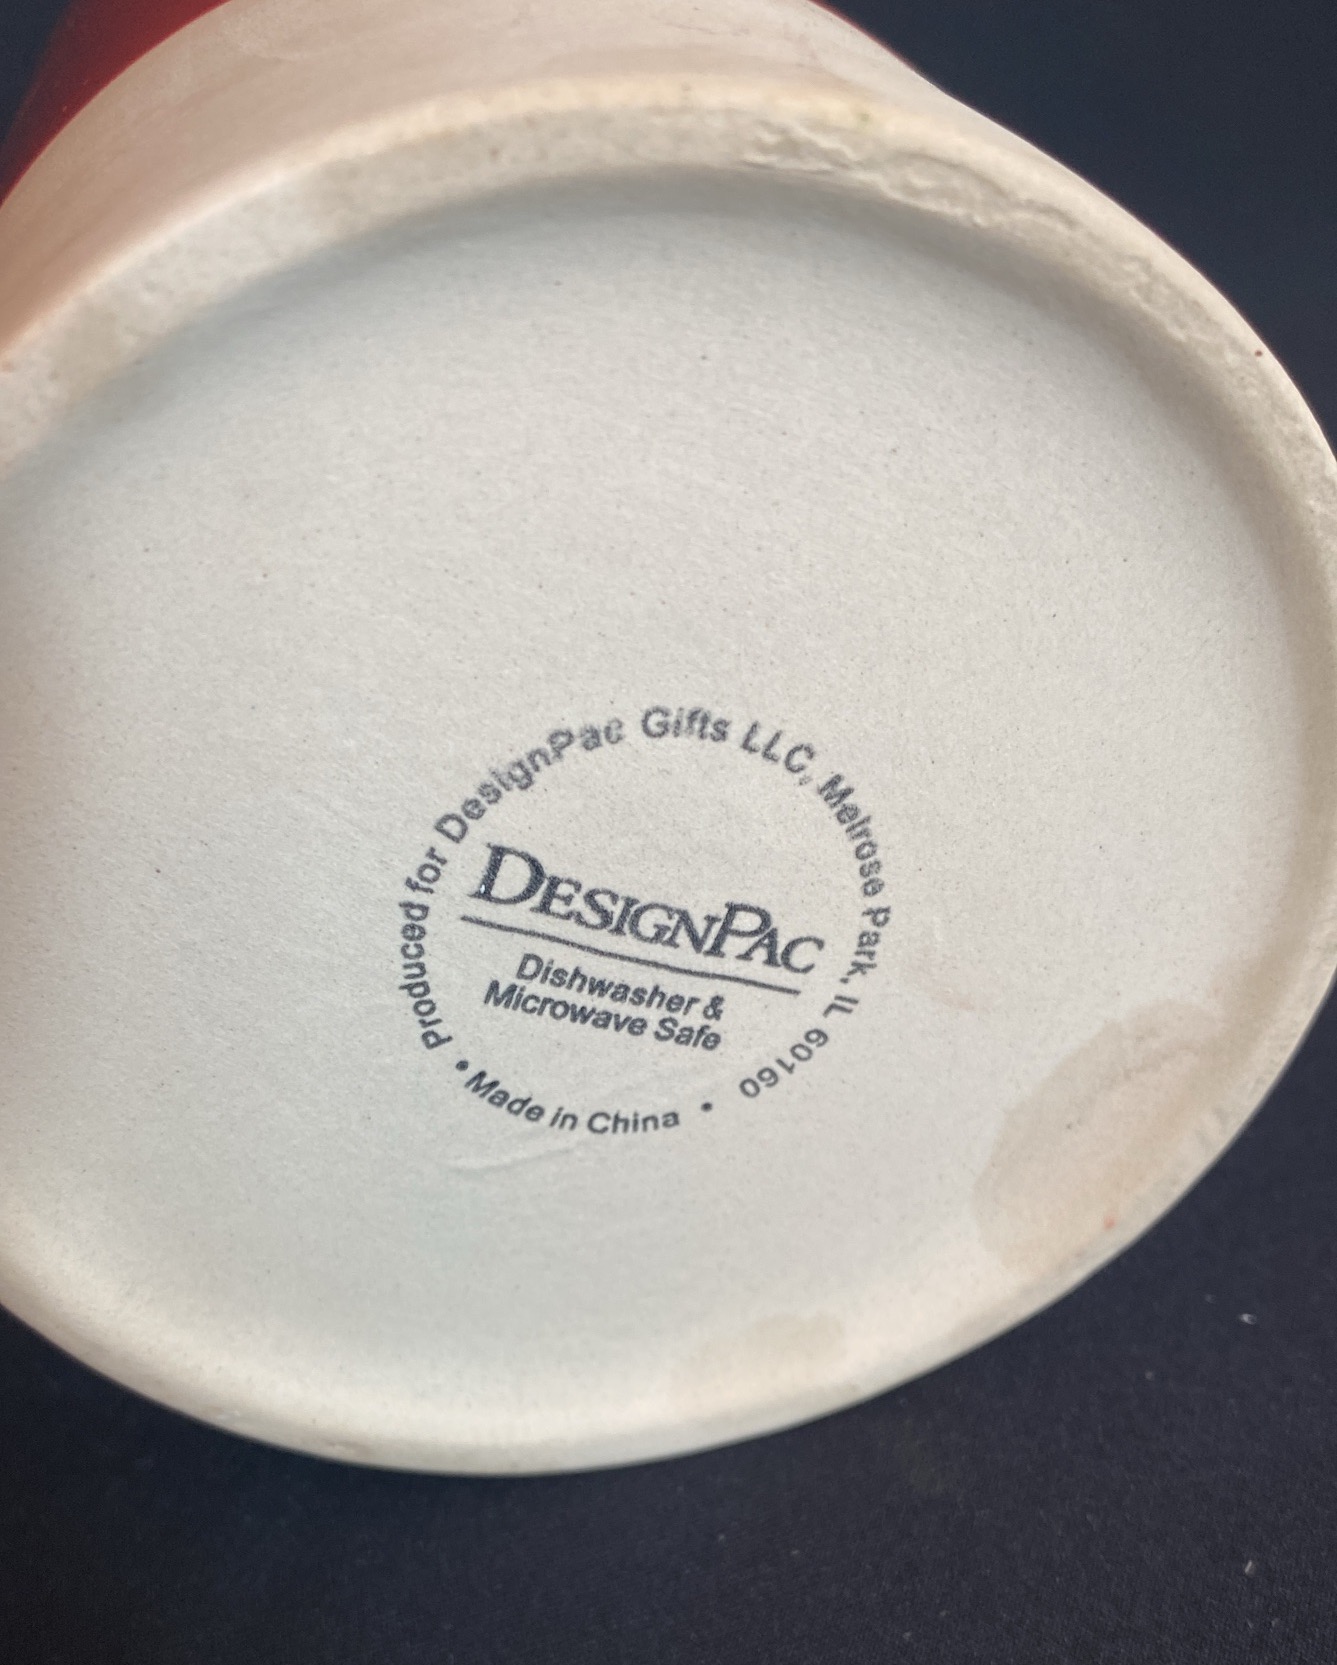 Produced for DesignPac Gifts LLC, Melrose Park, IL 60160 •
DESIGNPAC
Dishwasher &
Microwave Safe
Made in China •